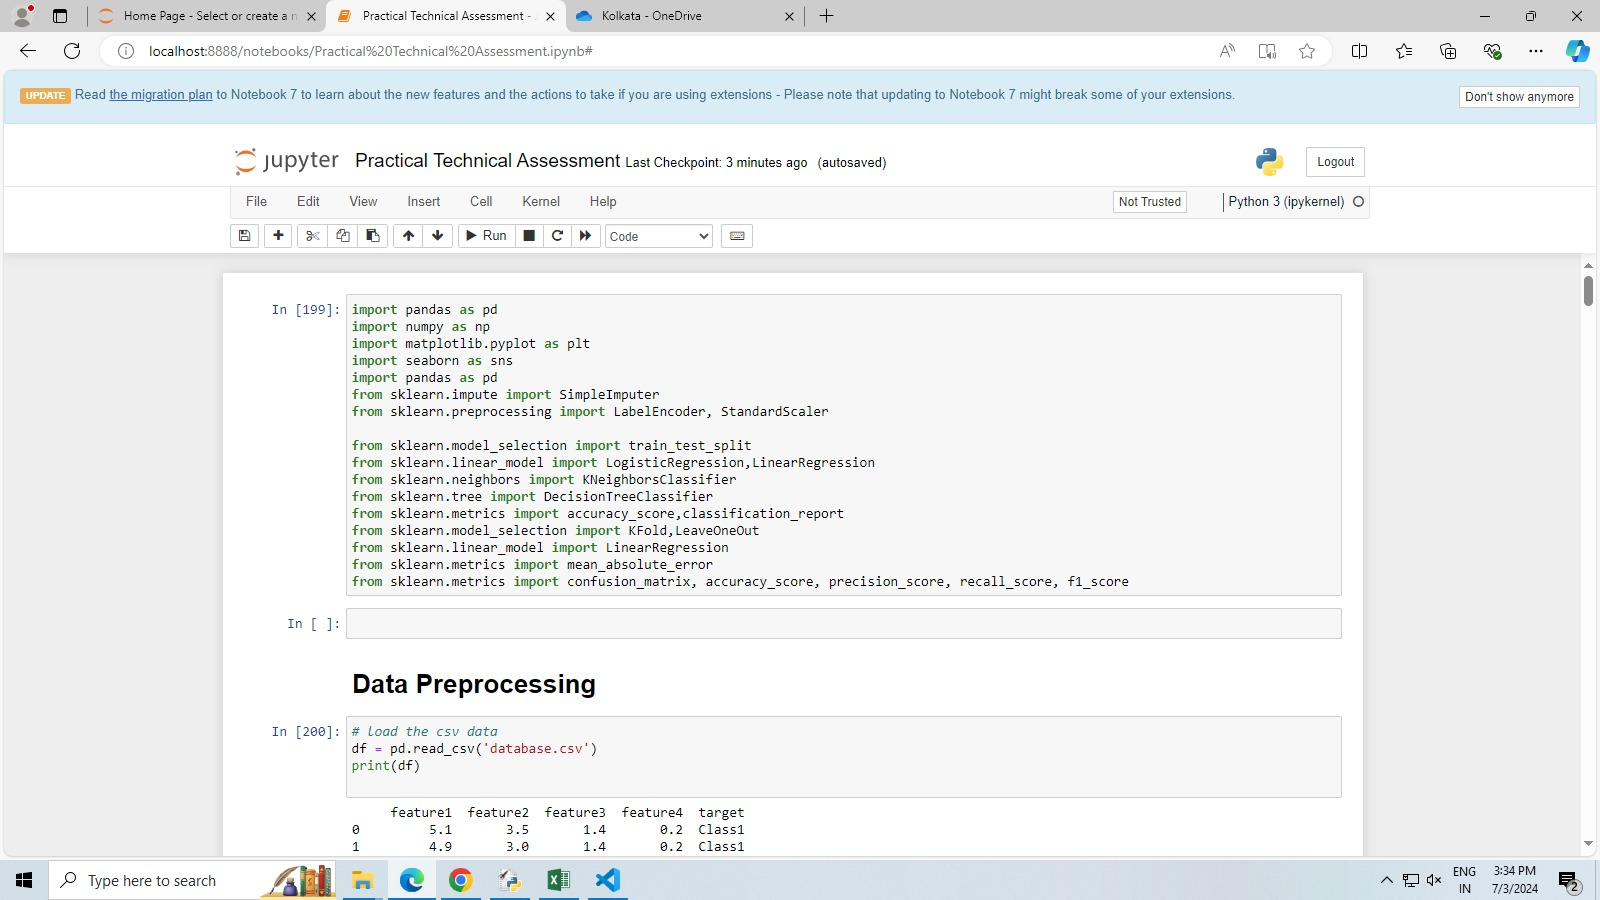 Home Page - Select or create a n
Practical Technical Assessment -
Kolkata - OneDrive
localhost:8888/notebooks/Practical%20Technical%20Assessment.ipynb#
UPDATE Read the migration plan to Notebook 7 to learn about the new features and the actions to take if you are using extensions - Please note that updating to Notebook 7 might break some of your extensions.
Don't show anymore
jupyter Practical Technical Assessment Last Checkpoint: 3 minutes ago (autosaved)
Logout
File Edit View Insert Cell Kernel Help
Not Trusted
Python 3 (ipykernel)
Run
Code
In [199]:
import pandas as pd
import numpy as np
import matplotlib.pyplot as plt
import seaborn as sns
import pandas as pd
from sklearn.impute import SimpleImputer
from sklearn.preprocessing import LabelEncoder, StandardScaler
from sklearn.model_selection import train_test_split
from sklearn.linear_model import LogisticRegression,LinearRegression
from sklearn.neighbors import KNeighborsClassifier
from sklearn.tree import DecisionTreeClassifier
from sklearn.metrics import accuracy_score,classification_report
from sklearn.model_selection import KFold,LeaveOneOut
from sklearn.linear_model import LinearRegression
from sklearn.metrics import mean_absolute_error
from sklearn.metrics import confusion_matrix, accuracy_score, precision_score, recall_score, f1_score
In [ ]:
Data Preprocessing
In [200]:
# load the csv data
df = pd.read_csv('database.csv')
print(df)
feature1 feature2 feature3 feature4 target
0 5.1 3.5 1.4 0.2 Class1
1 4.9 3.0 1.4 0.2 Class1
Type here to search
ENG
IN
3:34 PM
7/3/2024
2